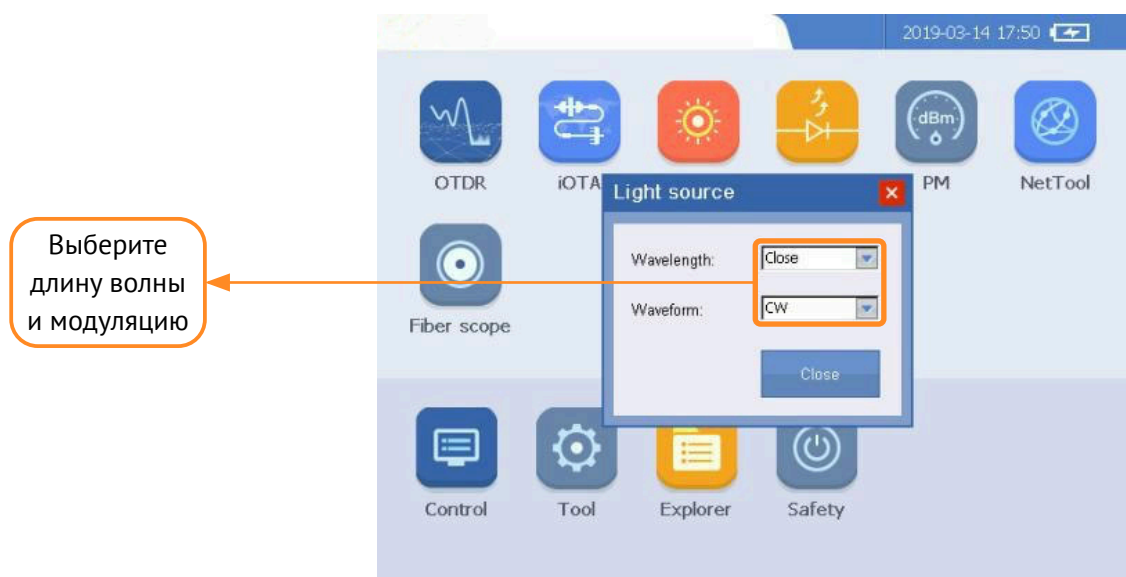 2019-03-14 17:50
dBm
OTDR
iOTA
PM
NetTool
Light source
Выберите
длину волны
и модуляцию
Wavelength:
Close
Waveform:
CW
Fiber scope
Close
Control
Tool
Explorer
Safety